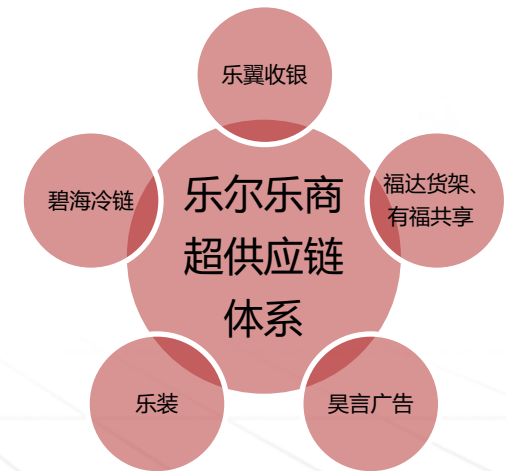 乐翼收银
碧海冷链
乐尔乐商
超供应链
体系
福达货架、
有福共享
乐装
昊言广告